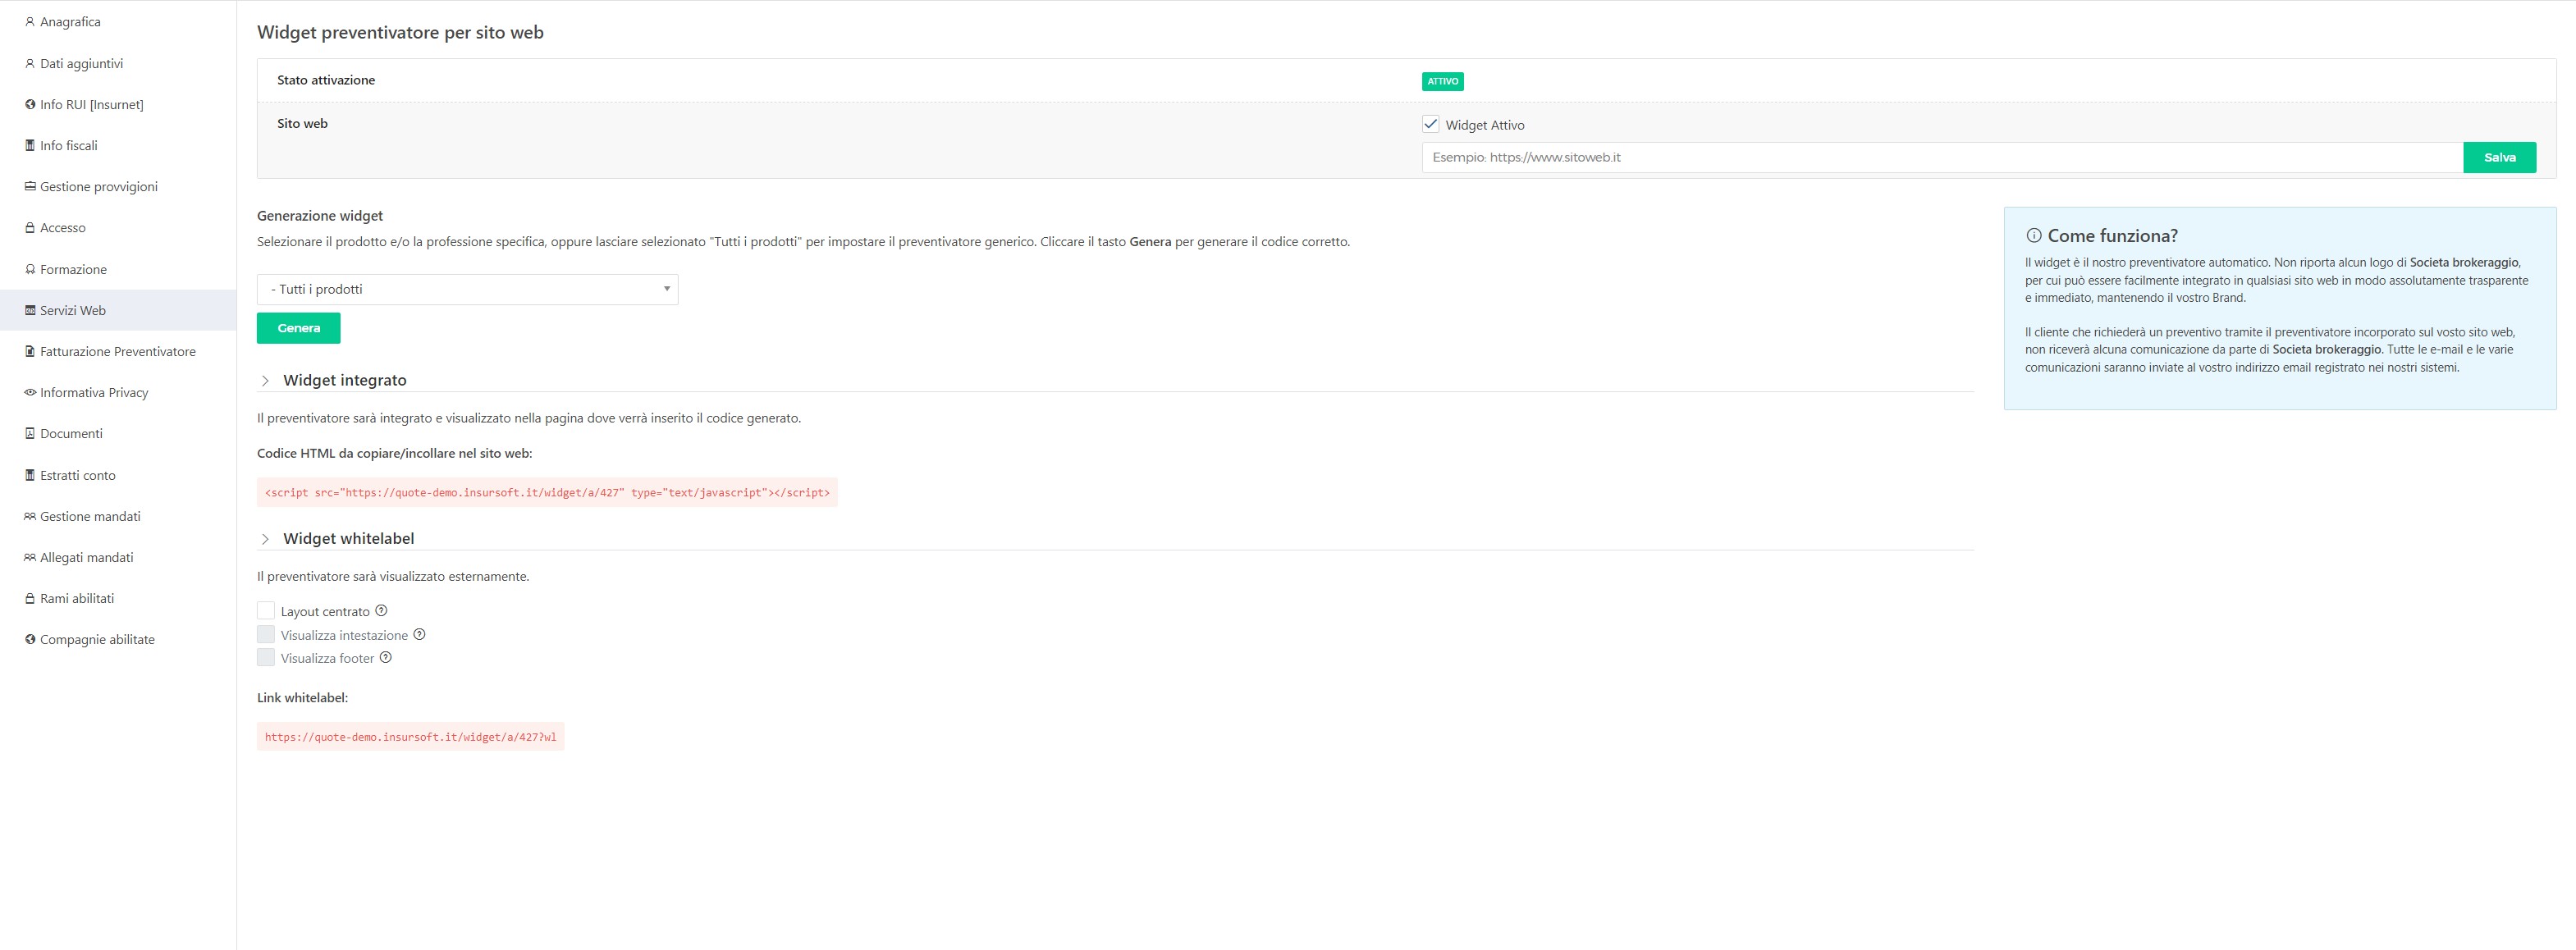 Anagrafica
Dati aggiuntivi
Info RUI [Insurnet]
Info fiscali
Gestione provvigioni
Accesso
Formazione
Servizi Web
Fatturazione Preventivatore
Informativa Privacy
Documenti
Estratti conto
Gestione mandati
Allegati mandati
Rami abilitati
Compagnie abilitate
Widget preventivatore per sito web
Stato attivazione
ATTIVO
Sito web
Widget Attivo
Esempio: https://www.sitoweb.it
Salva
Generazione widget
Selezionare il prodotto e/o la professione specifica, oppure lasciare selezionato "Tutti i prodotti" per impostare il preventivatore generico. Cliccare il tasto Genera per generare il codice corretto.
- Tutti i prodotti
Genera
Widget integrato
Il preventivatore sarà integrato e visualizzato nella pagina dove verrà inserito il codice generato.
Codice HTML da copiare/incollare nel sito web:
<script src="https://quote-demo.insursoft.it/widget/a/427" type="text/javascript"></script>
Widget whitelabel
Il preventivatore sarà visualizzato esternamente.
Layout centrato
Visualizza intestazione
Visualizza footer
Link whitelabel:
https://quote-demo.insursoft.it/widget/a/427?wl
Come funziona?
Il widget è il nostro preventivatore automatico. Non riporta alcun logo di Societa brokeraggio,
per cui può essere facilmente integrato in qualsiasi sito web in modo assolutamente trasparente
e immediato, mantenendo il vostro Brand.
Il cliente che richiederà un preventivo tramite il preventivatore incorporato sul vosto sito web,
non riceverà alcuna comunicazione da parte di Societa brokeraggio. Tutte le e-mail e le varie
comunicazioni saranno inviate al vostro indirizzo email registrato nei nostri sistemi.